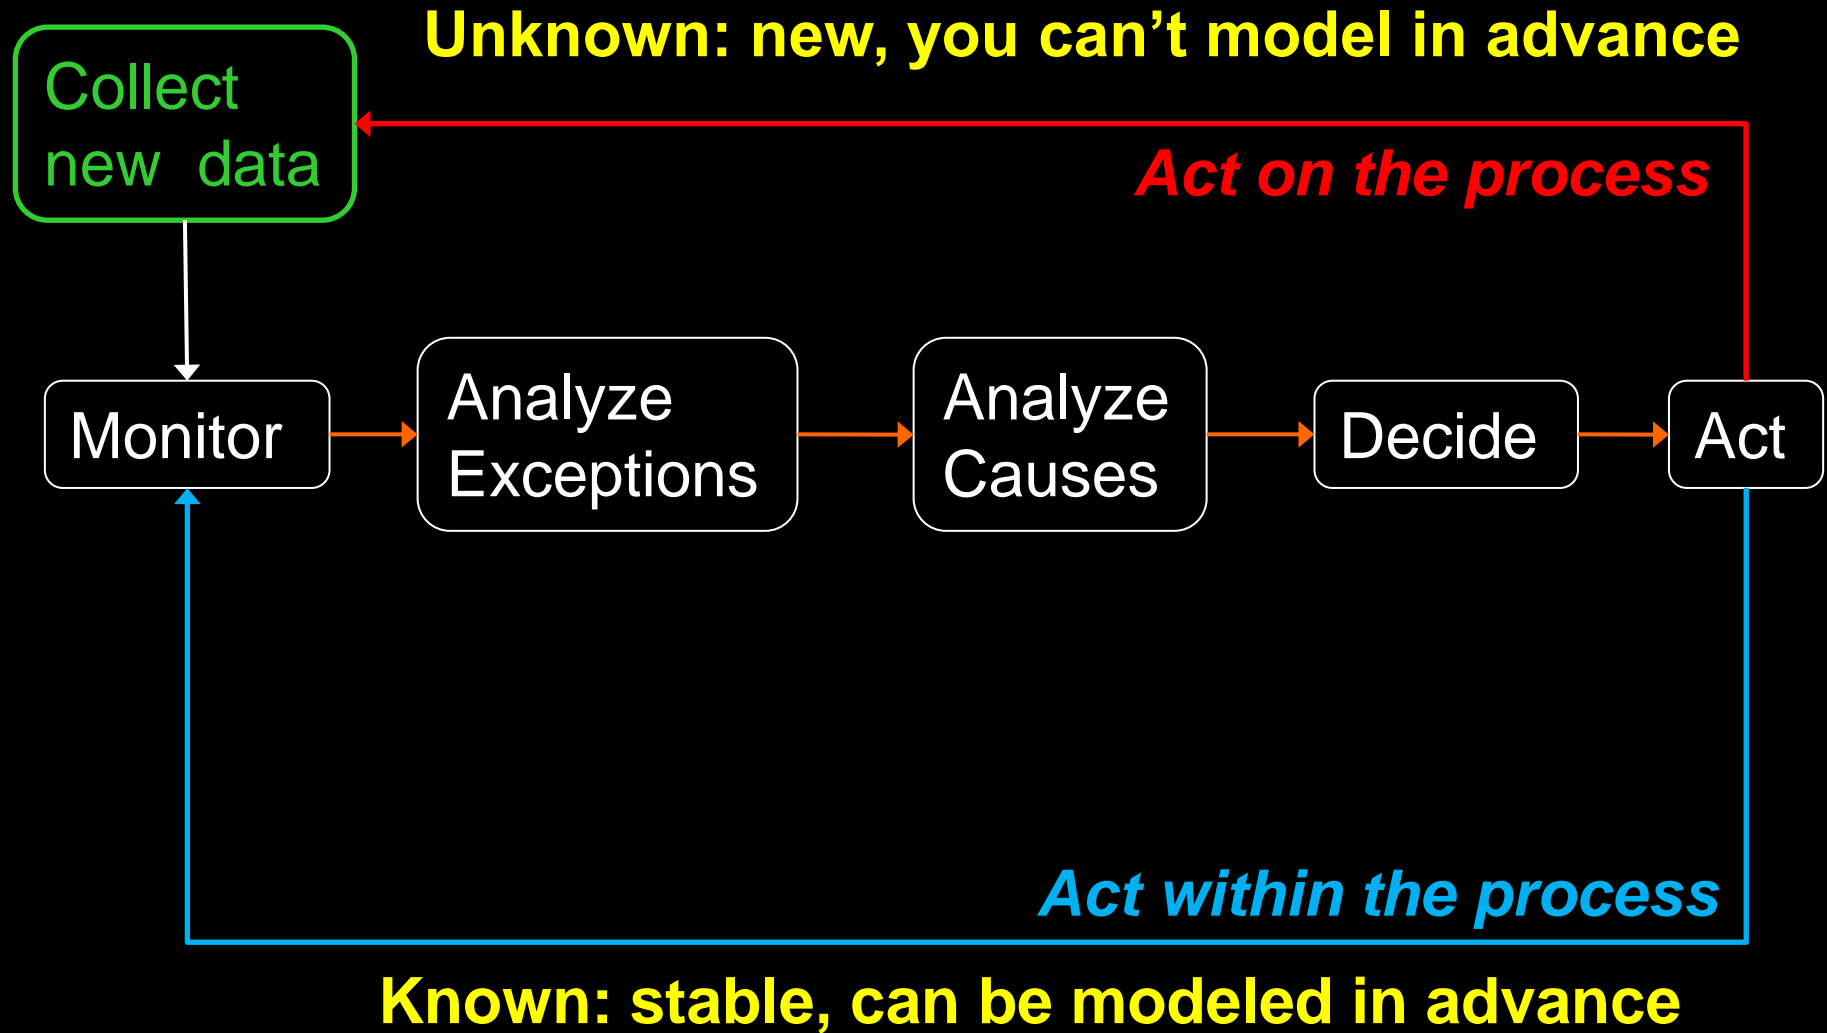 Unknown: new, you can’t model in advance
Collect
new data
Act on the process
Monitor
Analyze
Exceptions
Analyze
Causes
Decide
Act
Act within the process
Known: stable, can be modeled in advance